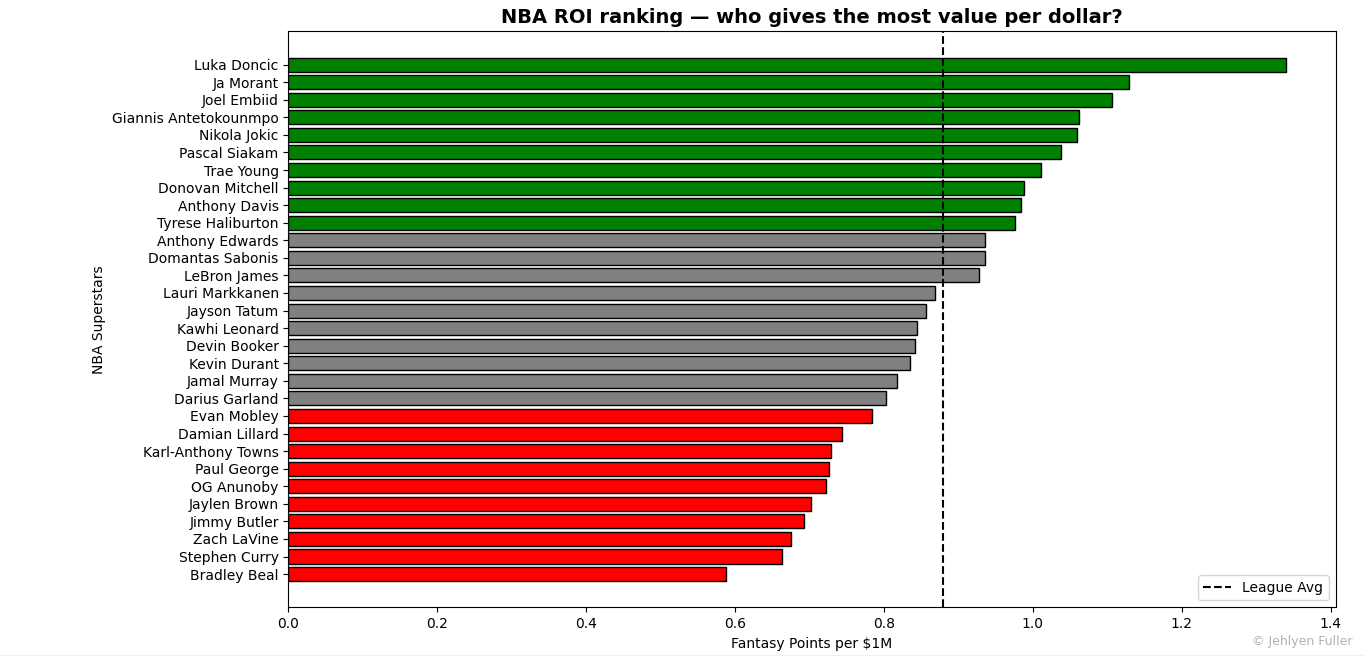 NBA ROI ranking — who gives the most value per dollar?
NBA Superstars
Luka Doncic
Ja Morant
Joel Embiid
Giannis Antetokounmpo
Nikola Jokic
Pascal Siakam
Trae Young
Donovan Mitchell
Anthony Davis
Tyrese Haliburton
Anthony Edwards
Domantas Sabonis
LeBron James
Lauri Markkanen
Jayson Tatum
Kawhi Leonard
Devin Booker
Kevin Durant
Jamal Murray
Darius Garland
Evan Mobley
Damian Lillard
Karl-Anthony Towns
Paul George
OG Anunoby
Jaylen Brown
Jimmy Butler
Zach LaVine
Stephen Curry
Bradley Beal
League Avg
0.0 0.2 0.4 0.6 0.8 1.0 1.2 1.4
Fantasy Points per $1M
© Jehlyen Fuller